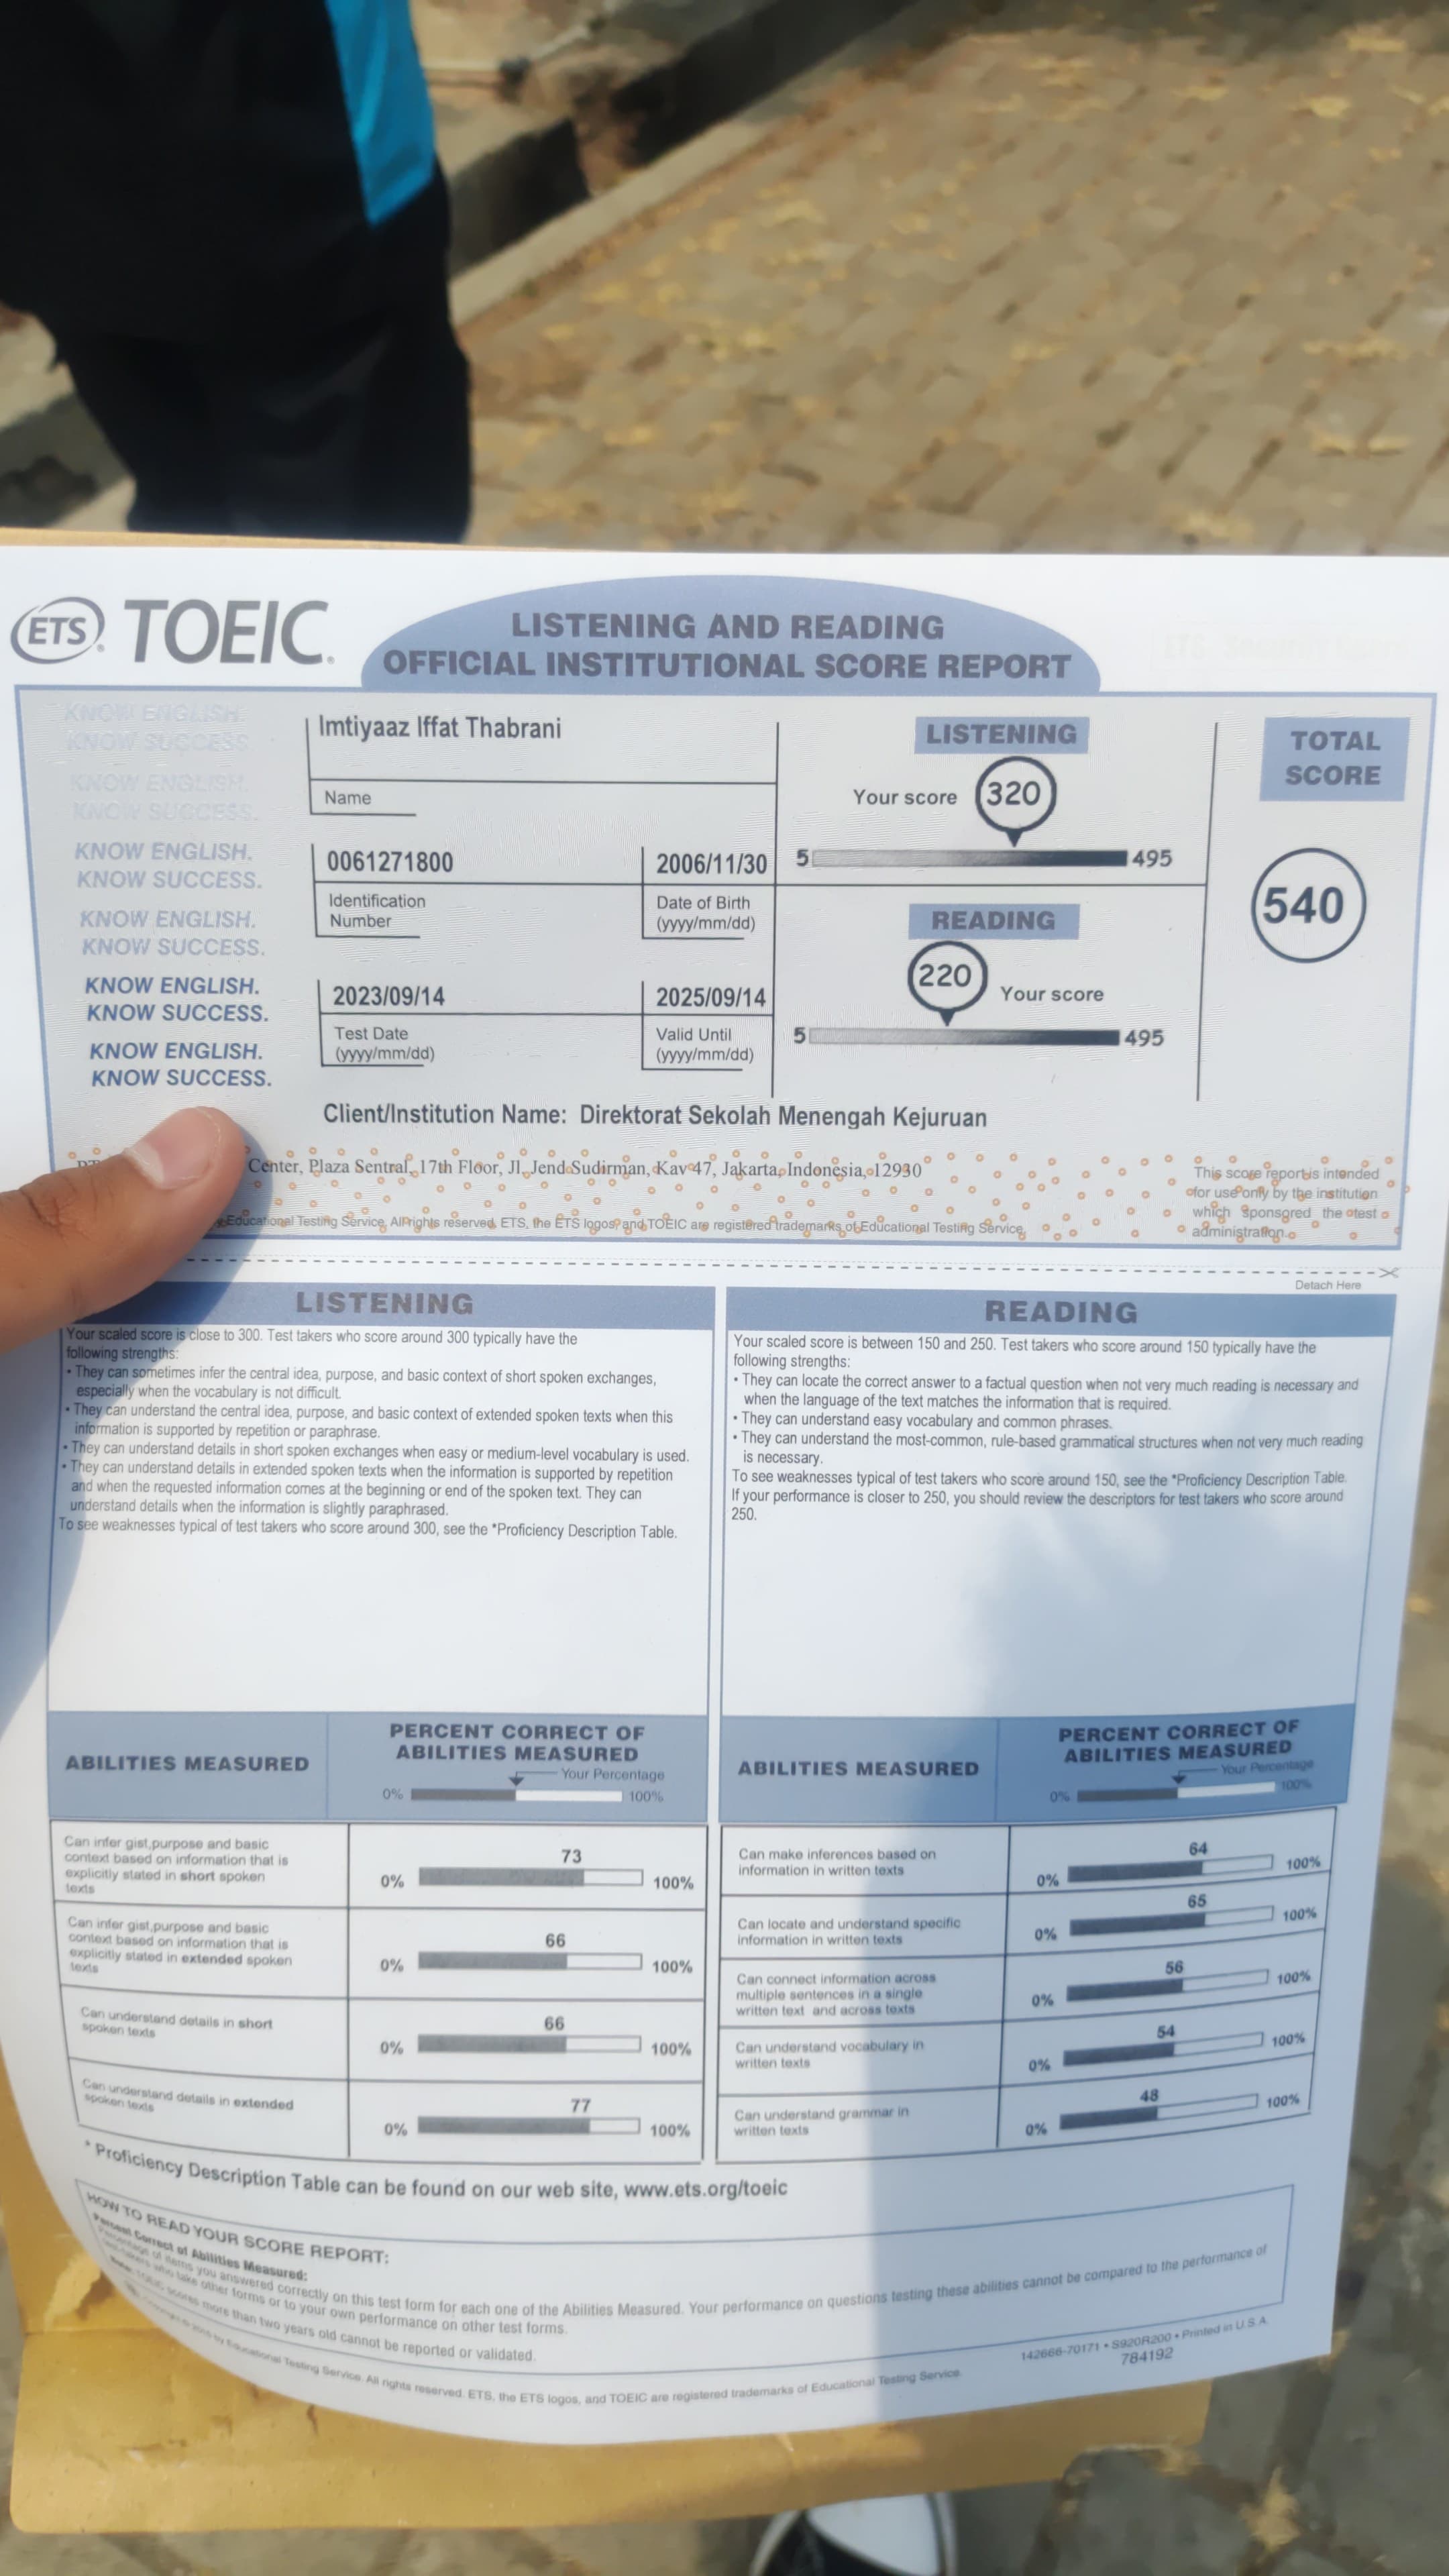 ETS® TOEIC®
LISTENING AND READING
OFFICIAL INSTITUTIONAL SCORE REPORT
KNOW ENGLISH.
KNOW SUCCESS.
KNOW ENGLISH.
KNOW SUCCESS.
KNOW ENGLISH.
KNOW SUCCESS.
KNOW ENGLISH.
KNOW SUCCESS.
KNOW ENGLISH.
KNOW SUCCESS.
KNOW ENGLISH.
KNOW SUCCESS.
Imtiyaaz Iffat Thabrani
Name
0061271800
Identification
Number
2006/11/30
Date of Birth
(yyyy/mm/dd)
2023/09/14
Test Date
(yyyy/mm/dd)
2025/09/14
Valid Until
(yyyy/mm/dd)
LISTENING
Your score 320
5 495
READING
220 Your score
5 495
TOTAL
SCORE
540
Client/Institution Name: Direktorat Sekolah Menengah Kejuruan
Center, Plaza Sentral, 17th Floor, Jl. Jend Sudirman, Kav 47, Jakarta, Indonesia, 12930
Educational Testing Service. All rights reserved. ETS, the ETS logos, and TOEIC are registered trademarks of Educational Testing Service.
This score report is intended
for use only by the institution
which sponsored the test
administration.
Detach Here
LISTENING
Your scaled score is close to 300. Test takers who score around 300 typically have the
following strengths:
• They can sometimes infer the central idea, purpose, and basic context of short spoken exchanges,
especially when the vocabulary is not difficult.
• They can understand the central idea, purpose, and basic context of extended spoken texts when this
information is supported by repetition or paraphrase.
• They can understand details in short spoken exchanges when easy or medium-level vocabulary is used.
• They can understand details in extended spoken texts when the information is supported by repetition
and when the requested information comes at the beginning or end of the spoken text. They can
understand details when the information is slightly paraphrased.
To see weaknesses typical of test takers who score around 300, see the *Proficiency Description Table.
READING
Your scaled score is between 150 and 250. Test takers who score around 150 typically have the
following strengths:
• They can locate the correct answer to a factual question when not very much reading is necessary and
when the language of the text matches the information that is required.
• They can understand easy vocabulary and common phrases.
• They can understand the most-common, rule-based grammatical structures when not very much reading
is necessary.
To see weaknesses typical of test takers who score around 150, see the *Proficiency Description Table.
If your performance is closer to 250, you should review the descriptors for test takers who score around
250.
ABILITIES MEASURED
PERCENT CORRECT OF
ABILITIES MEASURED
Your Percentage
0% 100%
Can infer gist,purpose and basic
context based on information that is
explicitly stated in short spoken
texts
73
0% 100%
Can infer gist,purpose and basic
context based on information that is
explicitly stated in extended spoken
texts
66
0% 100%
Can understand details in short
spoken texts
66
0% 100%
Can understand details in extended
spoken texts
77
0% 100%
ABILITIES MEASURED
PERCENT CORRECT OF
ABILITIES MEASURED
Your Percentage
0% 100%
Can make inferences based on
information in written texts
64
0% 100%
Can locate and understand specific
information in written texts
65
0% 100%
Can connect information across
multiple sentences in a single
written text and across texts
56
0% 100%
Can understand vocabulary in
written texts
54
0% 100%
Can understand grammar in
written texts
48
0% 100%
* Proficiency Description Table can be found on our web site, www.ets.org/toeic
HOW TO READ YOUR SCORE REPORT:
Percent Correct of Abilities Measured:
Percentage of items you answered correctly on this test form for each one of the Abilities Measured. Your performance on questions testing these abilities cannot be compared to the performance of
test-takers who take other forms or to your own performance on other test forms.
Note: TOEIC scores more than two years old cannot be reported or validated.
Educational Testing Service. All rights reserved. ETS, the ETS logos, and TOEIC are registered trademarks of Educational Testing Service.
142666-70171 • S920R200 • Printed in U.S.A.
784192